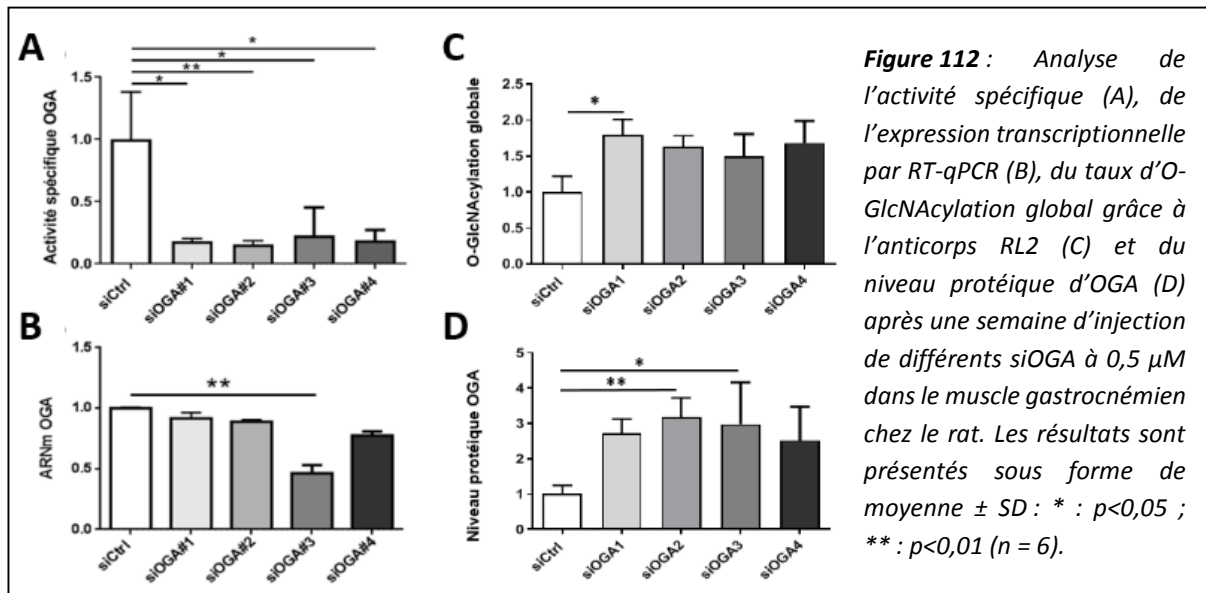 A
Activité spécifique OGA
1.5
1.0
0.5
0.0
*
*
**
*
siCtrl
siOGA#1
siOGA#2
siOGA#3
siOGA#4
B
ARNm OGA
1.0
0.5
0.0
**
siCtrl
siOGA#1
siOGA#2
siOGA#3
siOGA#4
C
O-GlcNAcylation globale
2.5
2.0
1.5
1.0
0.5
0.0
*
siCtrl
siOGA1
siOGA2
siOGA3
siOGA4
D
Niveau protéique OGA
5
4
3
2
1
0
*
**
siCtrl
siOGA1
siOGA2
siOGA3
siOGA4
Figure 112 : Analyse de
l’activité spécifique (A), de
l’expression transcriptionnelle
par RT-qPCR (B), du taux d’O-
GlcNAcylation global grâce à
l’anticorps RL2 (C) et du
niveau protéique d’OGA (D)
après une semaine d’injection
de différents siOGA à 0,5 µM
dans le muscle gastrocnémien
chez le rat. Les résultats sont
présentés sous forme de
moyenne ± SD : * : p<0,05 ;
** : p<0,01 (n = 6).